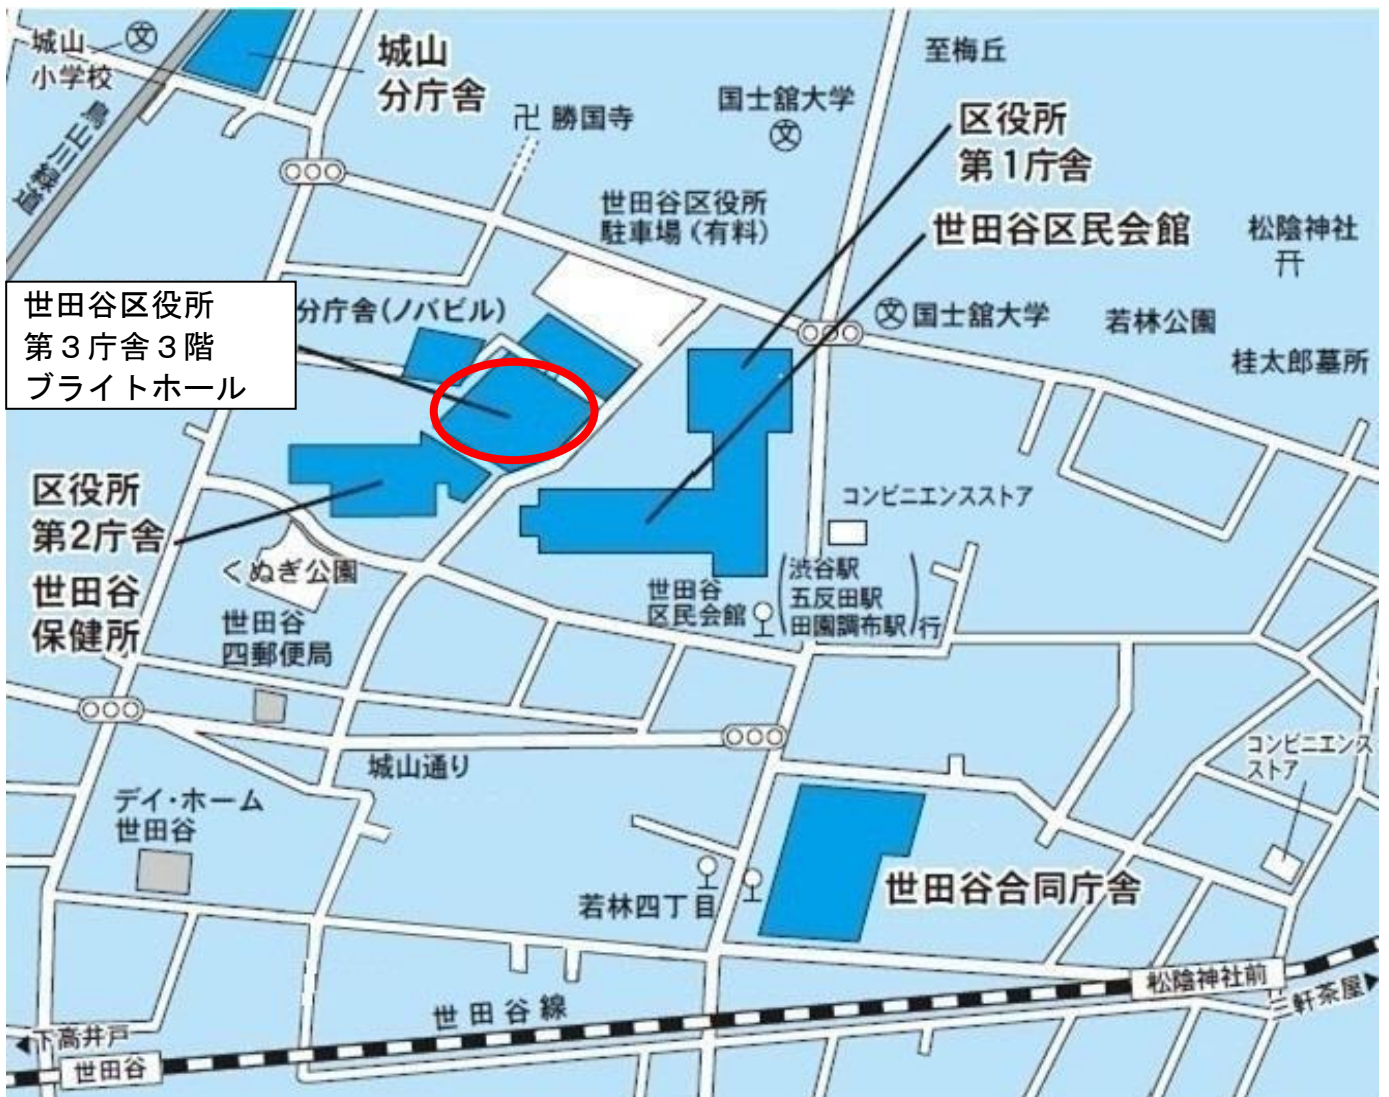 城山
小学校
文
城山
分庁舎
烏山川緑道
卍 勝国寺
国士舘大学
文
至梅丘
区役所
第1庁舎
世田谷区役所
駐車場(有料)
世田谷区民会館
松陰神社
世田谷区役所
第３庁舎３階
ブライトホール
分庁舎(ノバビル)
文 国士舘大学
若林公園
桂太郎墓所
区役所
第2庁舎
世田谷
保健所
くぬぎ公園
コンビニエンスストア
世田谷
区民会館
渋谷駅
五反田駅
田園調布駅
行
世田谷
四郵便局
城山通り
コンビニエンス
ストア
デイ・ホーム
世田谷
若林四丁目
世田谷合同庁舎
松陰神社前
世田谷線
三軒茶屋▶
◀下高井戸
世田谷